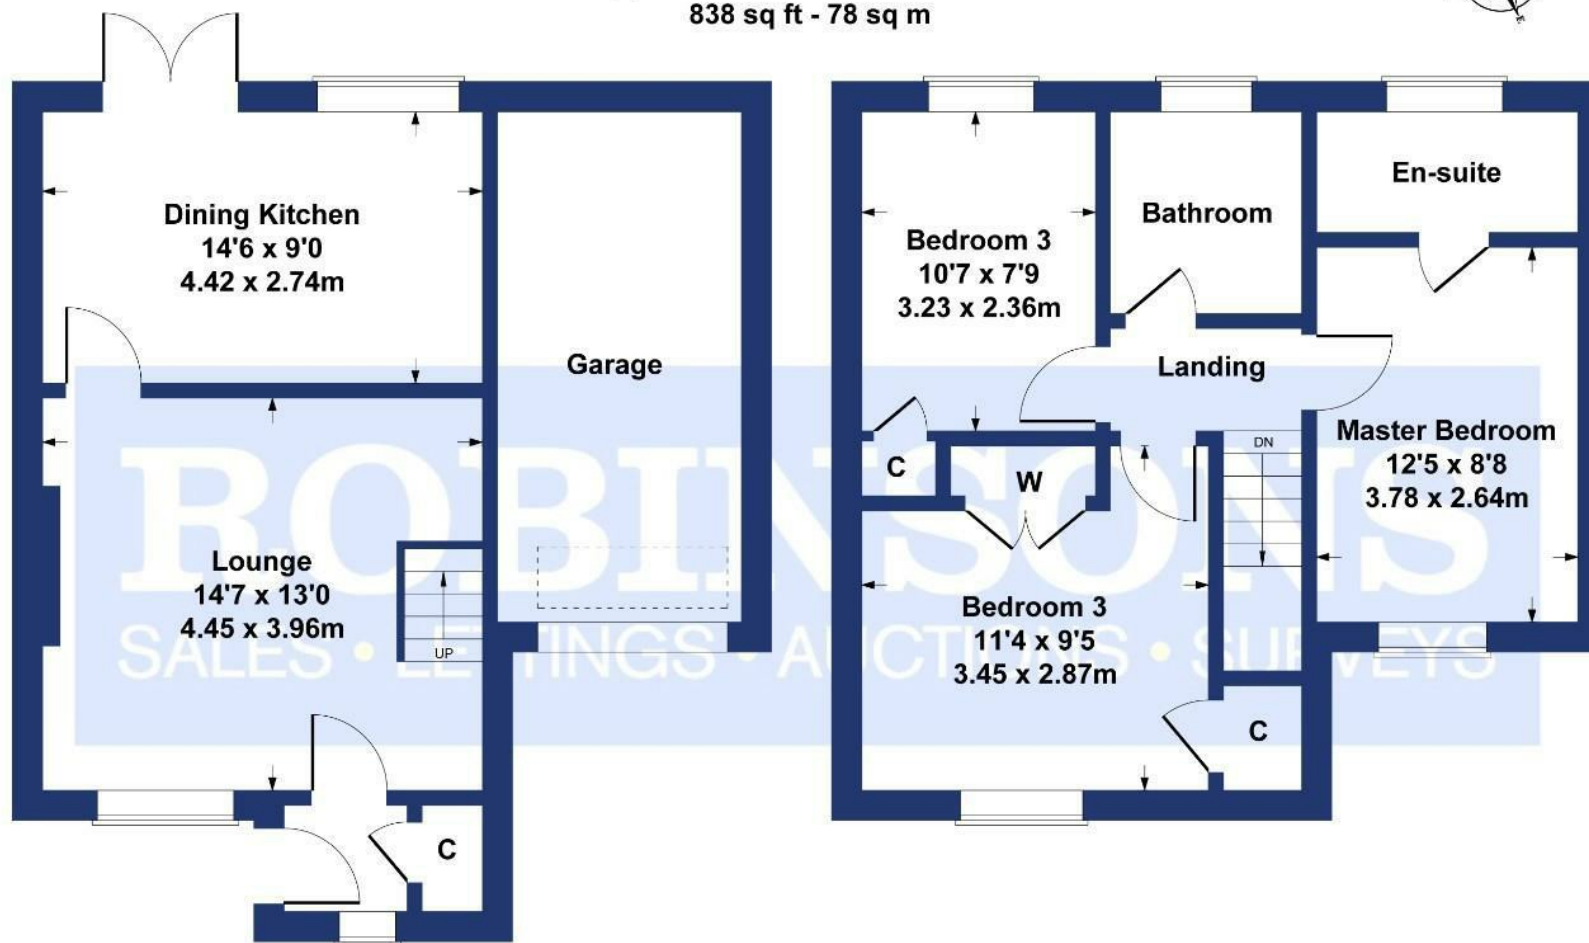 838 sq ft - 78 sq m
E
Dining Kitchen
14'6 x 9'0
4.42 x 2.74m
Garage
Lounge
14'7 x 13'0
4.45 x 3.96m
UP
C
Bedroom 3
10'7 x 7'9
3.23 x 2.36m
Bathroom
En-suite
Landing
Master Bedroom
12'5 x 8'8
3.78 x 2.64m
C
W
DN
Bedroom 3
11'4 x 9'5
3.45 x 2.87m
C
ROBINSONS
SALES • LETTINGS • AUCTIONS • SURVEYS